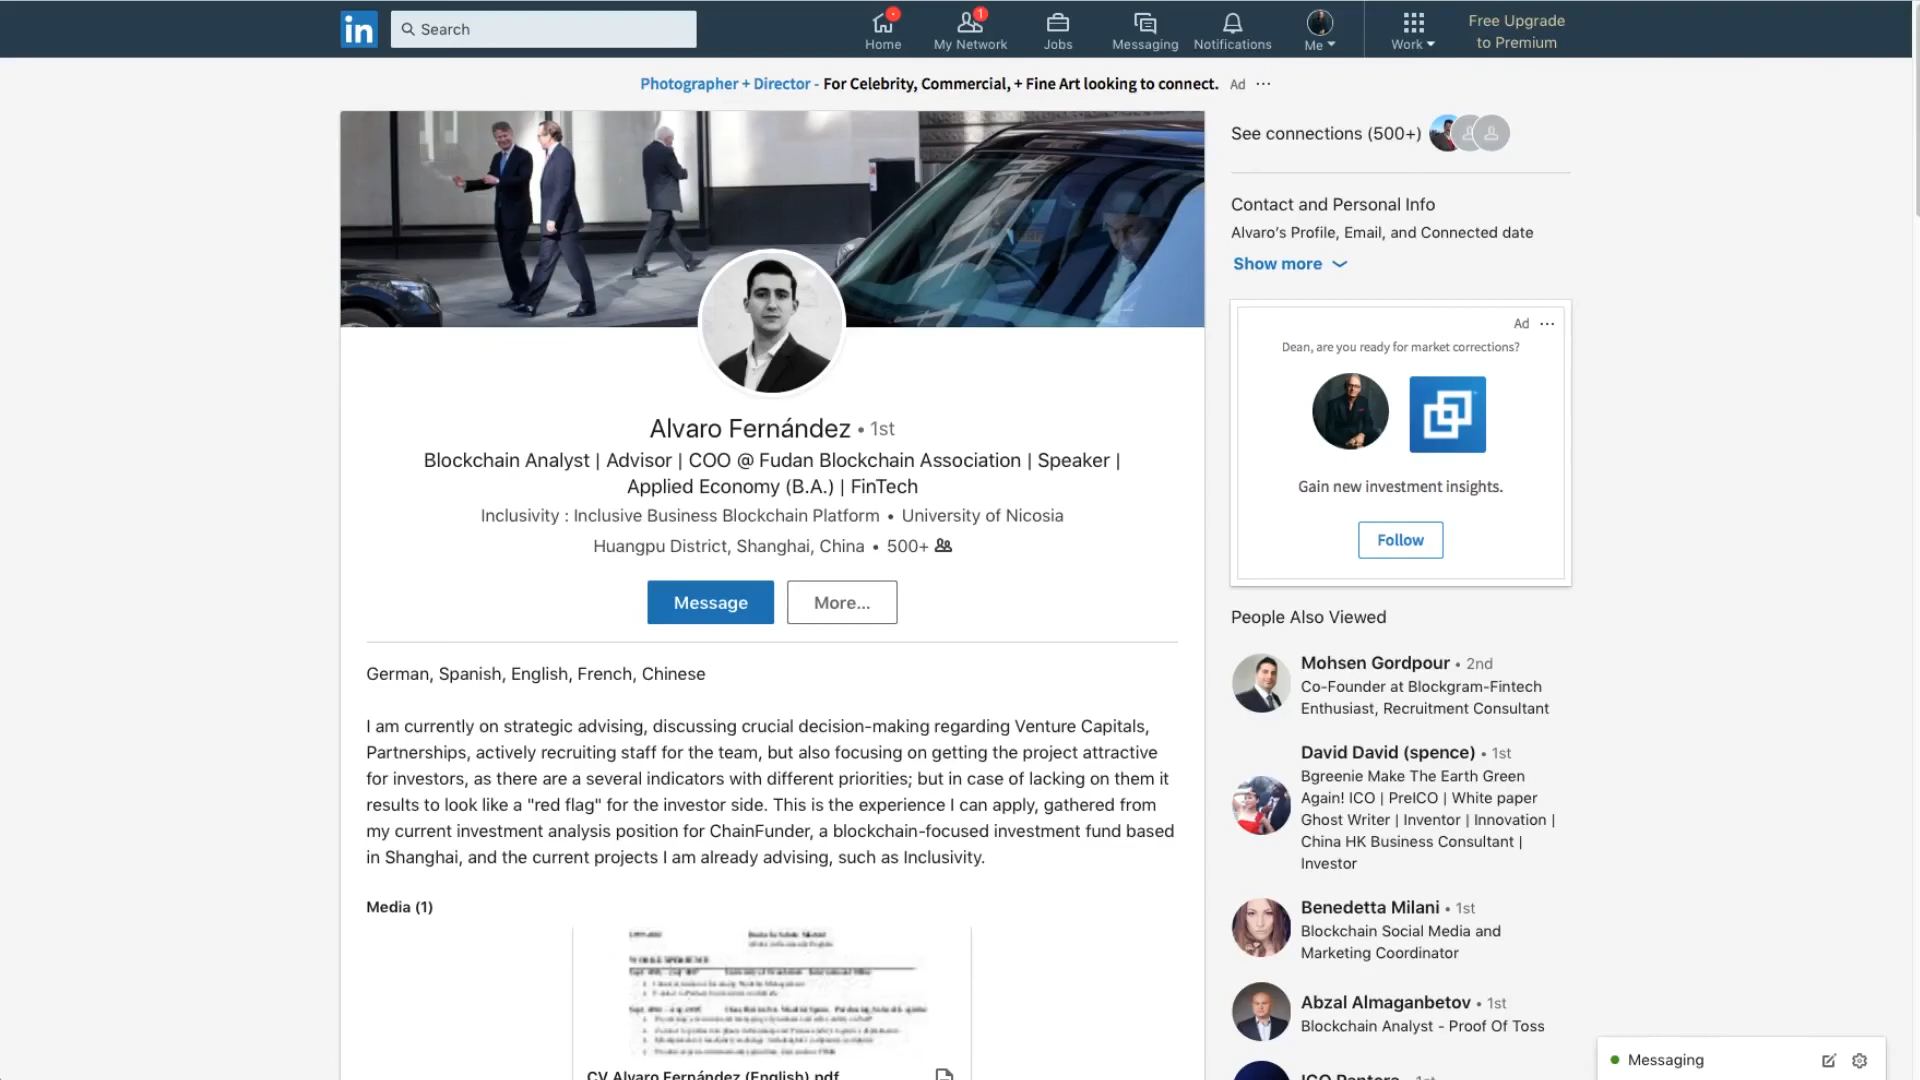 in
Search
Home
1
My Network
Jobs
Messaging
Notifications
Me
Work
Free Upgrade
to Premium
Photographer + Director - For Celebrity, Commercial, + Fine Art looking to connect. Ad ···
Alvaro Fernández • 1st
Blockchain Analyst | Advisor | COO @ Fudan Blockchain Association | Speaker |
Applied Economy (B.A.) | FinTech
Inclusivity : Inclusive Business Blockchain Platform • University of Nicosia
Huangpu District, Shanghai, China • 500+
Message
More...
German, Spanish, English, French, Chinese
I am currently on strategic advising, discussing crucial decision-making regarding Venture Capitals,
Partnerships, actively recruiting staff for the team, but also focusing on getting the project attractive
for investors, as there are a several indicators with different priorities; but in case of lacking on them it
results to look like a "red flag" for the investor side. This is the experience I can apply, gathered from
my current investment analysis position for ChainFunder, a blockchain-focused investment fund based
in Shanghai, and the current projects I am already advising, such as Inclusivity.
Media (1)
CV Alvaro Fernández (English).pdf
See connections (500+)
Contact and Personal Info
Alvaro's Profile, Email, and Connected date
Show more
Ad ···
Dean, are you ready for market corrections?
Gain new investment insights.
Follow
People Also Viewed
Mohsen Gordpour • 2nd
Co-Founder at Blockgram-Fintech
Enthusiast, Recruitment Consultant
David David (spence) • 1st
Bgreenie Make The Earth Green
Again! ICO | PreICO | White paper
Ghost Writer | Inventor | Innovation |
China HK Business Consultant |
Investor
Benedetta Milani • 1st
Blockchain Social Media and
Marketing Coordinator
Abzal Almaganbetov • 1st
Blockchain Analyst - Proof Of Toss
ICO Pantera • 1st
Messaging